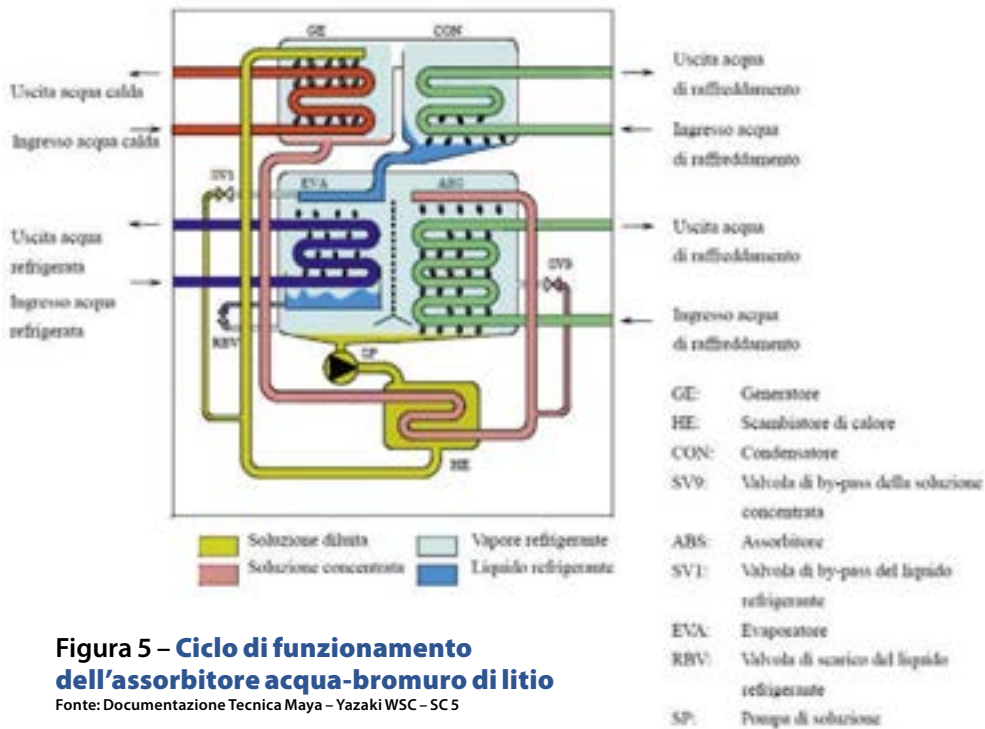 GE CON
Uscita acqua calda
Ingresso acqua calda
Uscita acqua
di raffreddamento
Ingresso acqua
di raffreddamento
SV1 EVA ABS
Uscita acqua
refrigerata
Ingresso acqua
refrigerata
RBV
SV9
Uscita acqua
di raffreddamento
Ingresso acqua
di raffreddamento
SP
HE
GE: Generatore
HE: Scambiatore di calore
CON: Condensatore
SV9: Valvola di by-pass della soluzione
concentrata
ABS: Assorbitore
SV1: Valvola di by-pass del liquido
refrigerante
EVA: Evaporatore
RBV: Valvola di scarico del liquido
refrigerante
SP: Pompa di soluzione
Soluzione diluita
Vapore refrigerante
Soluzione concentrata
Liquido refrigerante
Figura 5 – Ciclo di funzionamento
dell'assorbitore acqua-bromuro di litio
Fonte: Documentazione Tecnica Maya – Yazaki WSC – SC 5